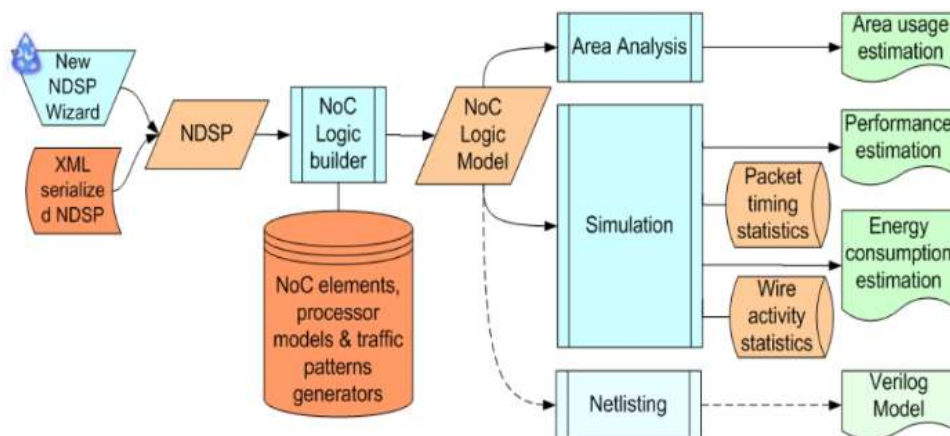 New
NDSP
Wizard
XML
serialize
d NDSP
NDSP
NoC
Logic
builder
NoC elements,
processor
models & traffic
patterns
generators
NoC
Logic
Model
Area Analysis
Area usage
estimation
Simulation
Performance
estimation
Packet
timing
statistics
Energy
consumption
estimation
Wire
activity
statistics
Netlisting
Verilog
Model